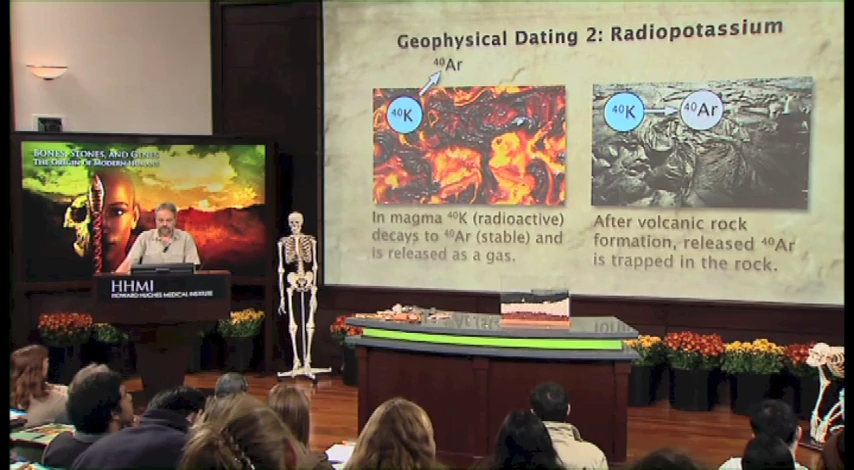 Geophysical Dating 2: Radiopotassium
⁴⁰Ar
⁴⁰K
⁴⁰K
⁴⁰Ar
In magma ⁴⁰K (radioactive)
decays to ⁴⁰Ar (stable) and
is released as a gas.
After volcanic rock
formation, released ⁴⁰Ar
is trapped in the rock.
Bones, Stones, and Genes
The Origin of Modern Humans
HHMI
Howard Hughes Medical Institute